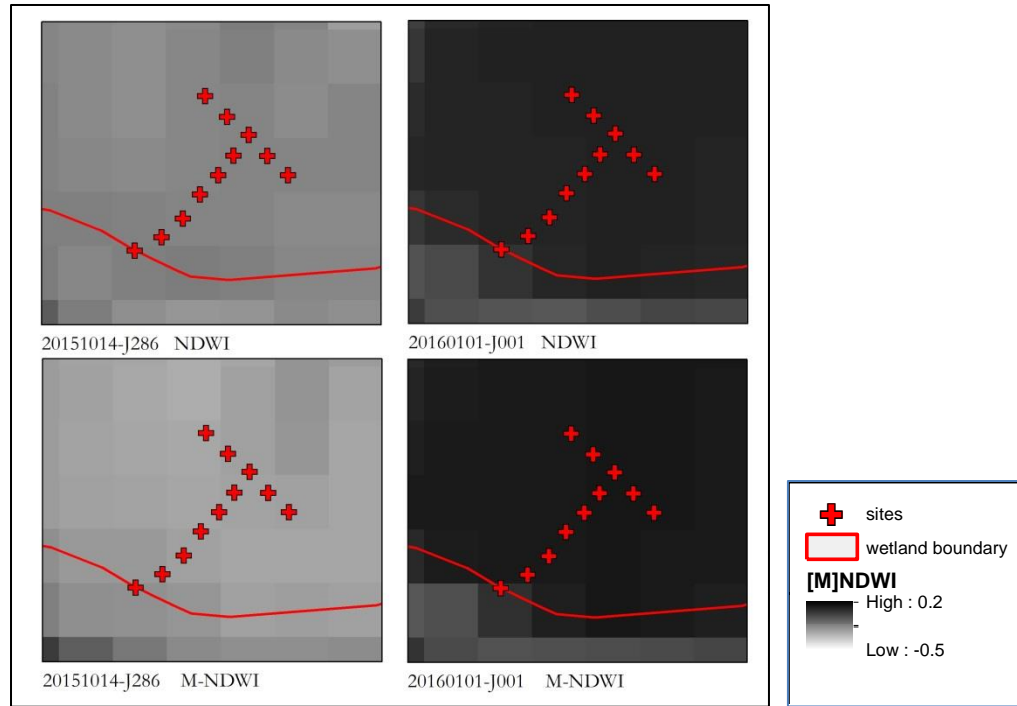 20151014-J286 NDWI
20160101-J001 NDWI
20151014-J286 M-NDWI
20160101-J001 M-NDWI
sites
wetland boundary
[M]NDWI
High : 0.2
Low : -0.5